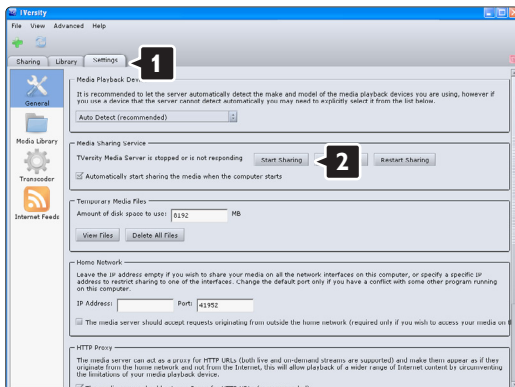 TVersity
File View Advanced Help
Sharing Library Settings
1
General
Media Library
Transcoder
Internet Feeds
Media Playback Devi
It is recommended to let the server automatically detect the make and model of the media playback devices you are using, however if
you use a device that the server cannot detect automatically you may need to explicitly select it from the list below.
Auto Detect (recommended)
Media Sharing Service
TVersity Media Server is stopped or is not responding Start Sharing 2 Restart Sharing
Automatically start sharing the media when the computer starts
Temporary Media Files
Amount of disk space to use: 8192 MB
View Files Delete All Files
Home Network
Leave the IP address empty if you wish to share your media on all the network interfaces on this computer, or specify a specific IP
address to restrict sharing to one of the interfaces. Change the default port only if you have a conflict with some other program running
on this computer.
IP Address: Port: 41952
The media server should accept requests originating from outside the home network (required only if you wish to access your media on t
HTTP Proxy
The media server can act as a proxy for HTTP URLs (both live and on-demand streams are supported) and make them appear as if they
originate from the home network and not from the Internet, this will allow playback of a wider range of Internet content by circumventing
the limitations of your media playback device.